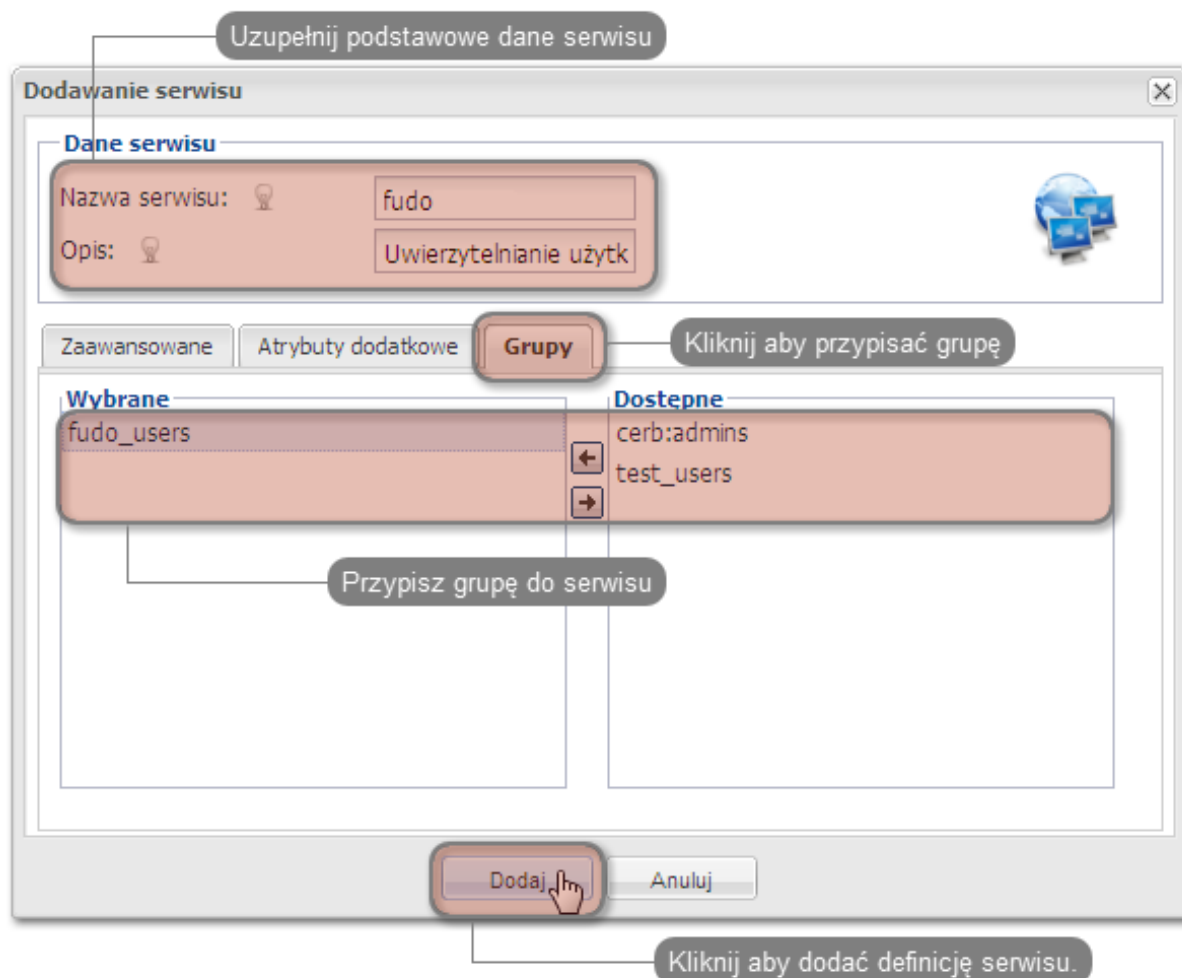 Uzupełnij podstawowe dane serwisu
Dodawanie serwisu
Dane serwisu
Nazwa serwisu: fudo
Opis: Uwierzytelnianie użytk
Zaawansowane Atrybuty dodatkowe Grupy Kliknij aby przypisać grupę
Wybrane Dostępne
fudo_users cerb:admins
test_users
Przypisz grupę do serwisu
Dodaj Anuluj
Kliknij aby dodać definicję serwisu.